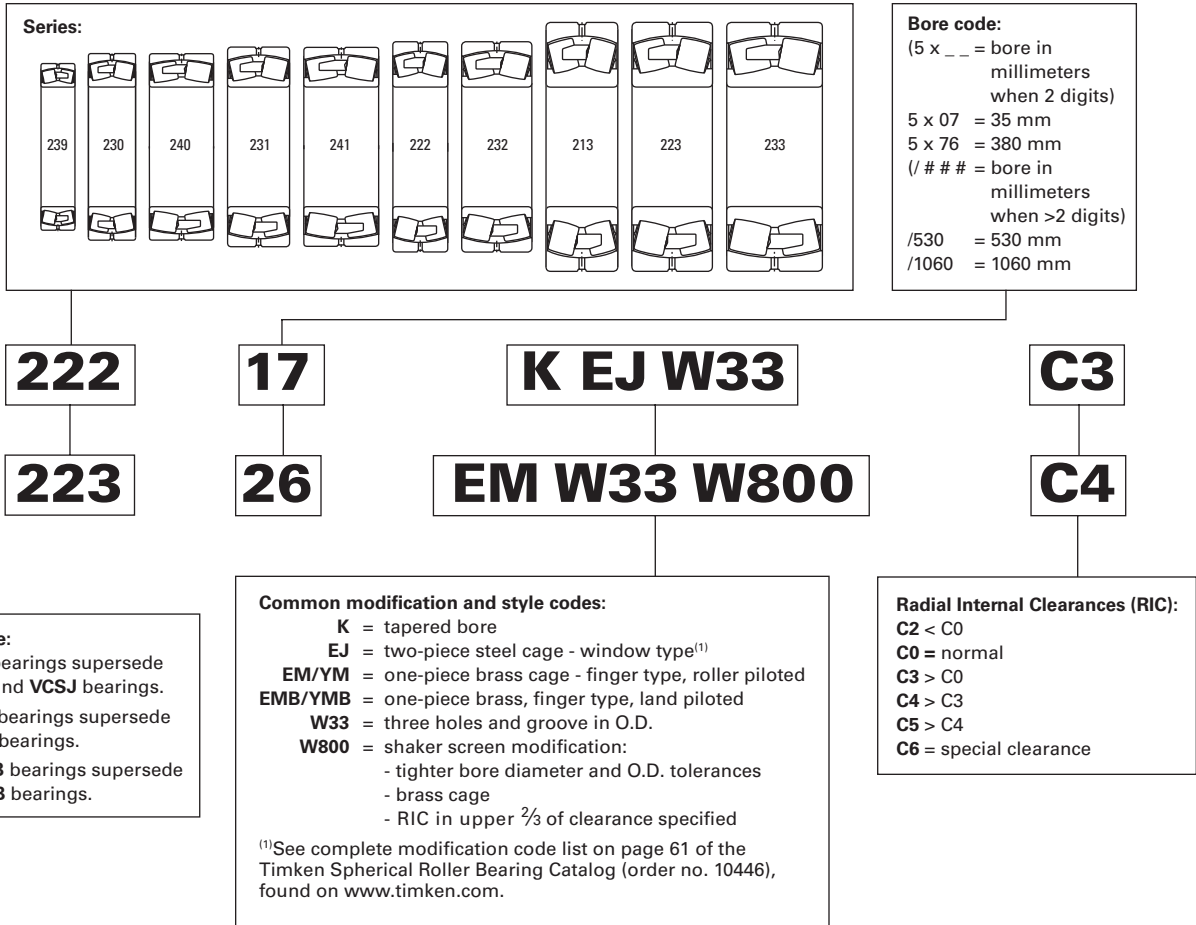 Series:
239 230 240 231 241 222 232 213 223 233
Bore code:
(5 x _ _ = bore in
millimeters
when 2 digits)
5 x 07 = 35 mm
5 x 76 = 380 mm
(/ # # # = bore in
millimeters
when >2 digits)
/530 = 530 mm
/1060 = 1060 mm
222 17 K EJ W33 C3
223 26 EM W33 W800 C4
e:
bearings supersede
nd VCSJ bearings.
bearings supersede
bearings.
3 bearings supersede
B bearings.
Common modification and style codes:
K = tapered bore
EJ = two-piece steel cage - window type(1)
EM/YM = one-piece brass cage - finger type, roller piloted
EMB/YMB = one-piece brass, finger type, land piloted
W33 = three holes and groove in O.D.
W800 = shaker screen modification:
- tighter bore diameter and O.D. tolerances
- brass cage
- RIC in upper 2/3 of clearance specified
(1)See complete modification code list on page 61 of the
Timken Spherical Roller Bearing Catalog (order no. 10446),
found on www.timken.com.
Radial Internal Clearances (RIC):
C2 < C0
C0 = normal
C3 > C0
C4 > C3
C5 > C4
C6 = special clearance